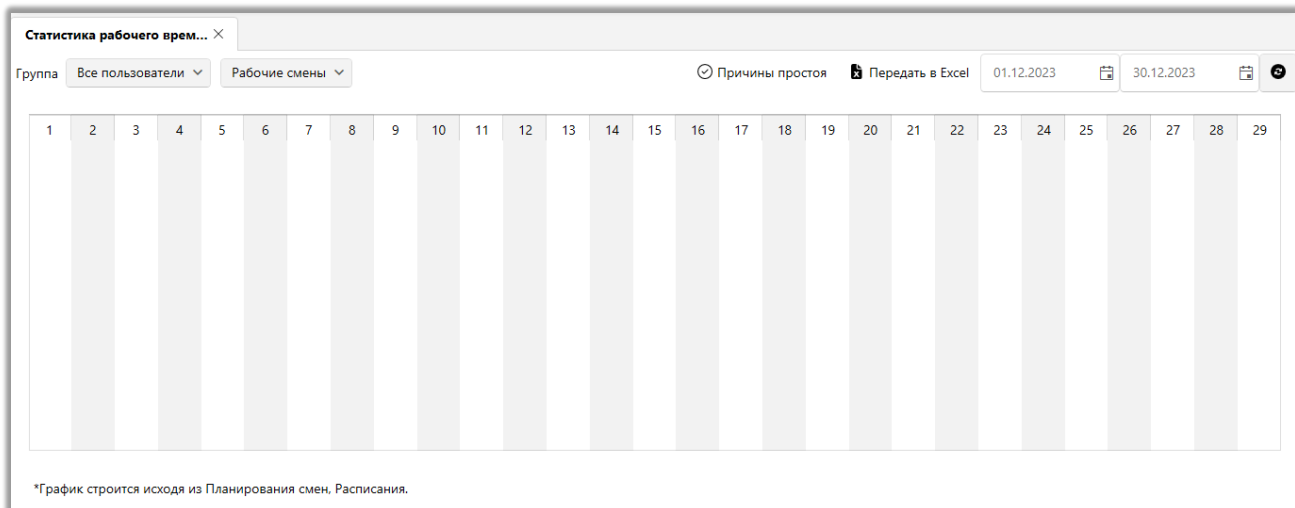 Статистика рабочего врем...
Группа Все пользователи Рабочие смены Причины простоя Передать в Excel 01.12.2023 30.12.2023
1 2 3 4 5 6 7 8 9 10 11 12 13 14 15 16 17 18 19 20 21 22 23 24 25 26 27 28 29
*График строится исходя из Планирования смен, Расписания.